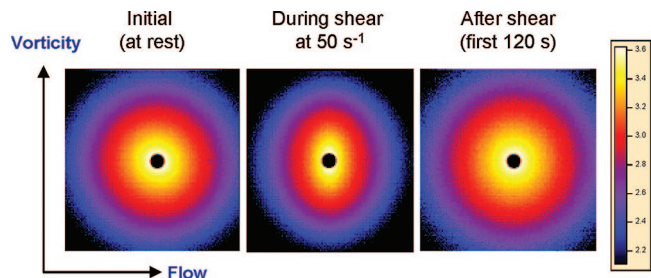 Initial
(at rest)
During shear
at 50 s⁻¹
After shear
(first 120 s)
Vorticity
Flow
3.6
3.4
3.2
3.0
2.8
2.6
2.4
2.2